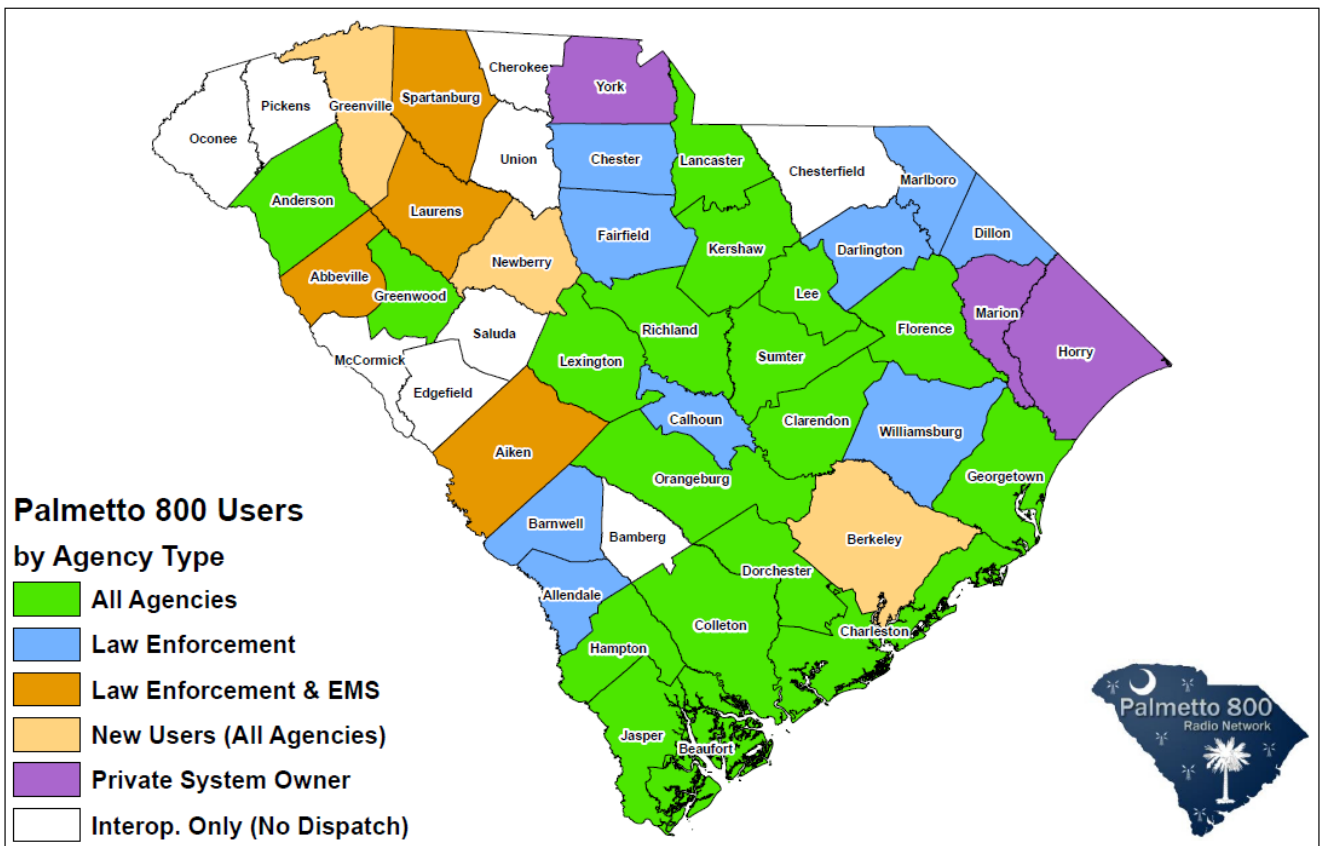 Cherokee
York
Spartanburg
Pickens
Greenville
Oconee
Union
Chester
Lancaster
Chesterfield
Marlboro
Anderson
Laurens
Fairfield
Kershaw
Darlington
Dillon
Newberry
Abbeville
Greenwood
Lee
Marion
Saluda
Richland
Florence
McCormick
Lexington
Sumter
Horry
Edgefield
Calhoun
Clarendon
Williamsburg
Aiken
Orangeburg
Georgetown
Barnwell
Bamberg
Berkeley
Dorchester
Allendale
Colleton
Charleston
Hampton
Jasper
Beaufort
Palmetto 800 Users
by Agency Type
All Agencies
Law Enforcement
Law Enforcement & EMS
New Users (All Agencies)
Private System Owner
Interop. Only (No Dispatch)
Palmetto 800
Radio Network